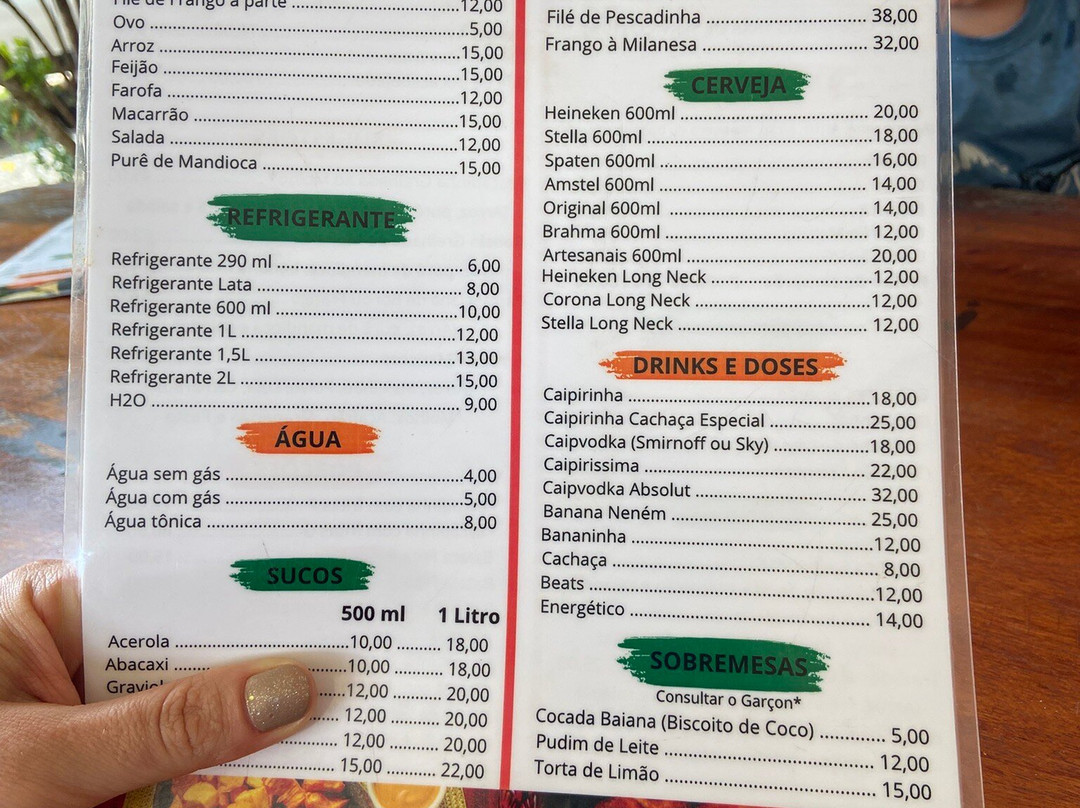 Filé de Frango à parte ........ 12,00
Ovo ........ 5,00
Arroz ........ 15,00
Feijão ........ 15,00
Farofa ........ 12,00
Macarrão ........ 15,00
Salada ........ 12,00
Purê de Mandioca ........ 15,00
REFRIGERANTE
Refrigerante 290 ml ........ 6,00
Refrigerante Lata ........ 8,00
Refrigerante 600 ml ........ 10,00
Refrigerante 1L ........ 12,00
Refrigerante 1,5L ........ 13,00
Refrigerante 2L ........ 15,00
H2O ........ 9,00
ÁGUA
Água sem gás ........ 4,00
Água com gás ........ 5,00
Água tônica ........ 8,00
SUCOS
500 ml 1 Litro
Acerola ........ 10,00 ........ 18,00
Abacaxi ........ 10,00 ........ 18,00
........ 12,00 ........ 20,00
........ 12,00 ........ 20,00
........ 12,00 ........ 20,00
........ 15,00 ........ 22,00
Filé de Pescadinha ........ 38,00
Frango à Milanesa ........ 32,00
CERVEJA
Heineken 600ml ........ 20,00
Stella 600ml ........ 18,00
Spaten 600ml ........ 16,00
Amstel 600ml ........ 14,00
Original 600ml ........ 14,00
Brahma 600ml ........ 12,00
Artesanais 600ml ........ 20,00
Heineken Long Neck ........ 12,00
Corona Long Neck ........ 12,00
Stella Long Neck ........ 12,00
DRINKS E DOSES
Caipirinha ........ 18,00
Caipirinha Cachaça Especial ........ 25,00
Caipvodka (Smirnoff ou Sky) ........ 18,00
Caipirissima ........ 22,00
Caipvodka Absolut ........ 32,00
Banana Neném ........ 25,00
Bananinha ........ 12,00
Cachaça ........ 8,00
Beats ........ 12,00
Energético ........ 14,00
SOBREMESAS
Consultar o Garçon*
Cocada Baiana (Biscoito de Coco) ........ 5,00
Pudim de Leite ........ 12,00
Torta de Limão ........ 15,00